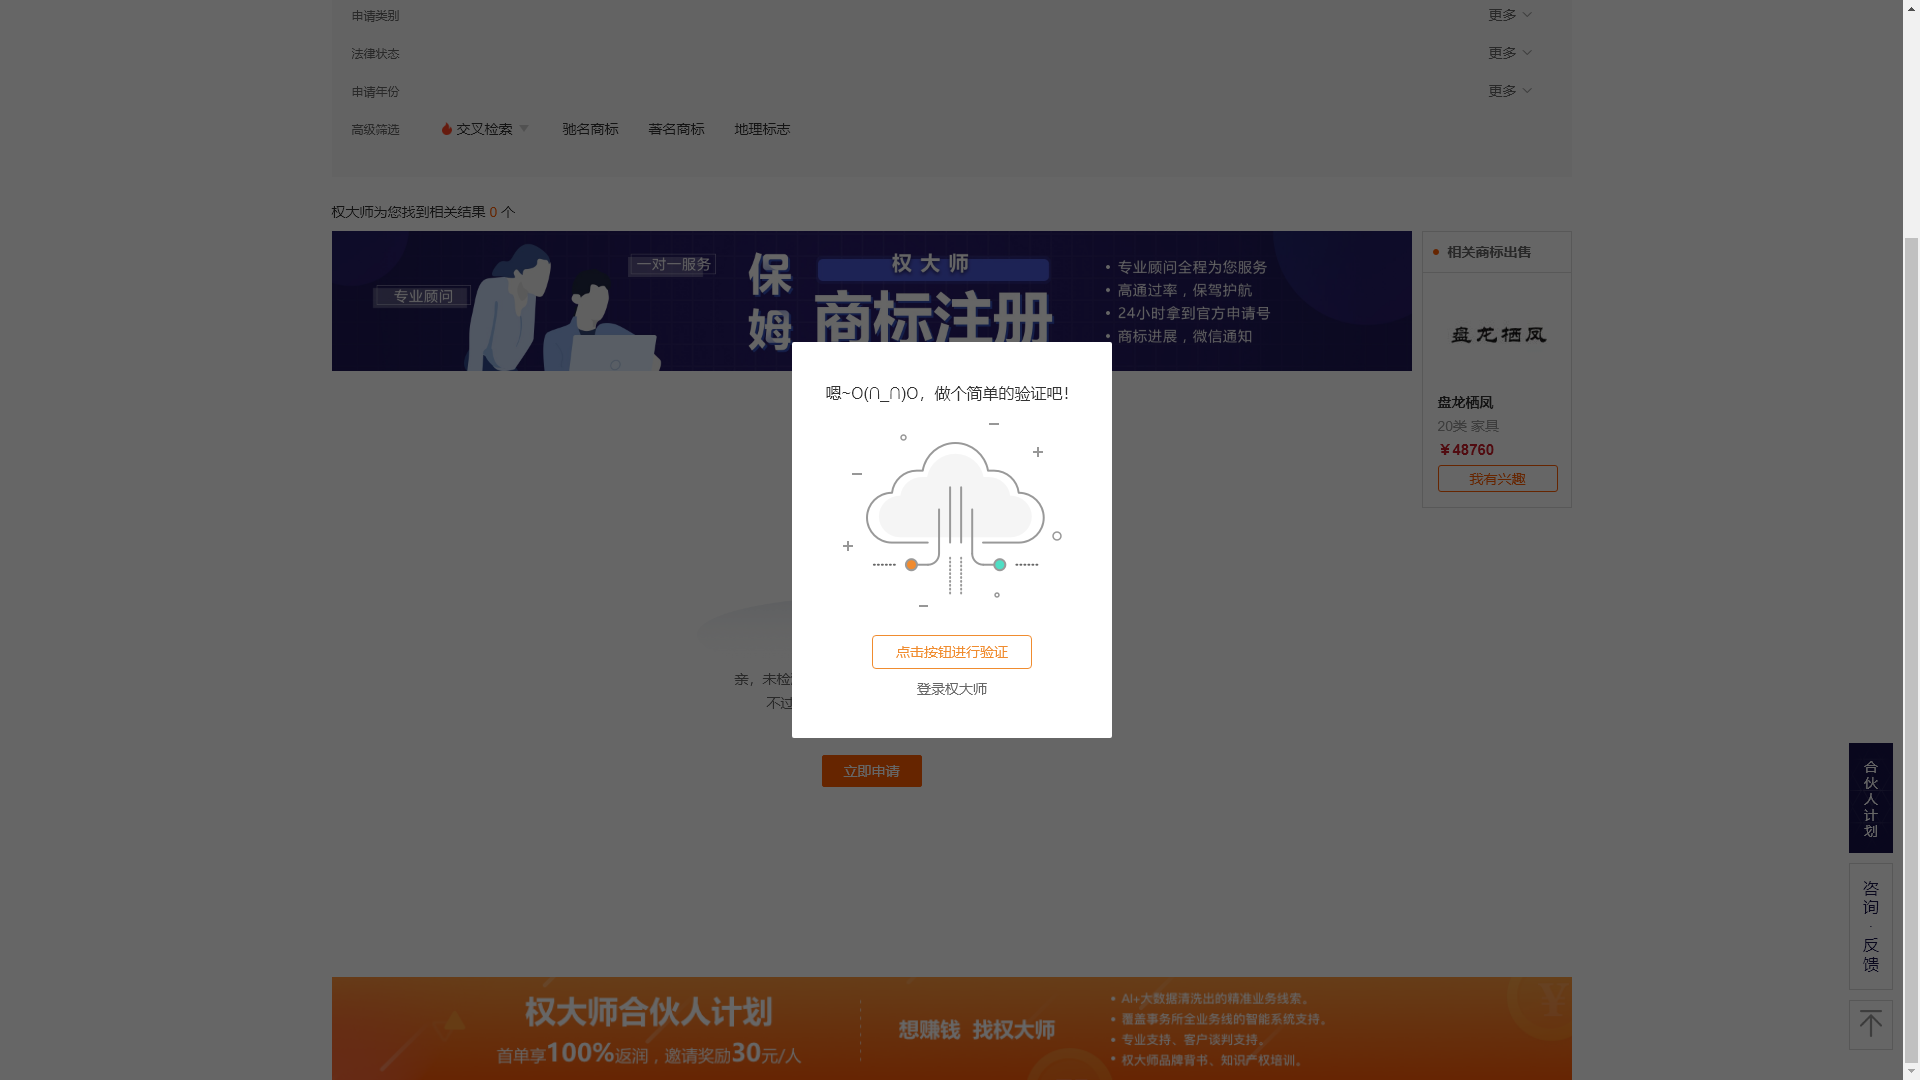 申请类别
更多
法律状态
更多
申请年份
更多
高级筛选
交叉检索
驰名商标
著名商标
地理标志
权大师为您找到相关结果 0 个
专业顾问
一对一服务
保姆
权大师
商标注册
• 专业顾问全程为您服务
• 高通过率，保驾护航
• 24小时拿到官方申请号
• 商标进展，微信通知
相关商标出售
盘龙栖凤
盘龙栖凤
20类 家具
¥48760
我有兴趣
嗯~O(∩_∩)O，做个简单的验证吧！
点击按钮进行验证
登录权大师
亲，未检
不过
立即申请
合伙人计划
咨询·反馈
权大师合伙人计划
首单享100%返润，邀请奖励30元/人
想赚钱 找权大师
• AI+大数据清洗出的精准业务线索。
• 覆盖事务所全业务线的智能系统支持。
• 专业支持、客户谈判支持。
• 权大师品牌背书、知识产权培训。